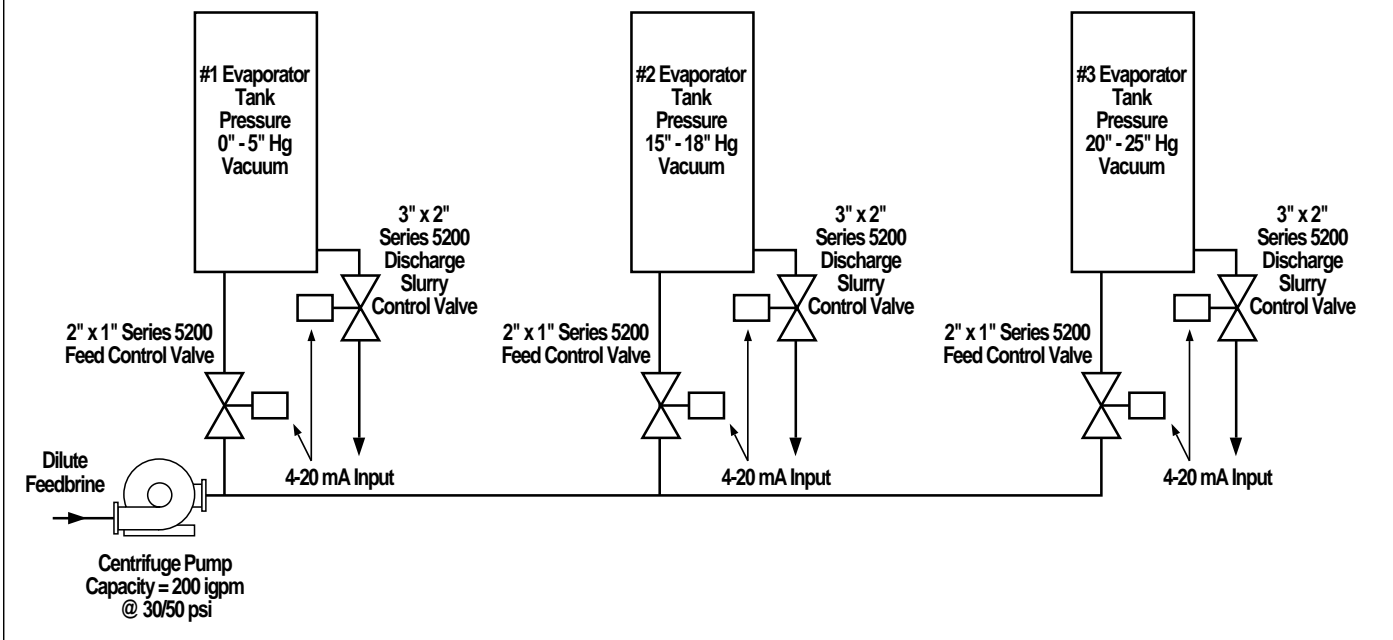 #1 Evaporator
Tank
Pressure
0" - 5" Hg
Vacuum
#2 Evaporator
Tank
Pressure
15" - 18" Hg
Vacuum
#3 Evaporator
Tank
Pressure
20" - 25" Hg
Vacuum
3" x 2"
Series 5200
Discharge
Slurry
Control Valve
3" x 2"
Series 5200
Discharge
Slurry
Control Valve
3" x 2"
Series 5200
Discharge
Slurry
Control Valve
2" x 1" Series 5200
Feed Control Valve
2" x 1" Series 5200
Feed Control Valve
2" x 1" Series 5200
Feed Control Valve
4-20 mA Input
4-20 mA Input
4-20 mA Input
Dilute
Feedbrine
Centrifuge Pump
Capacity = 200 igpm
@ 30/50 psi